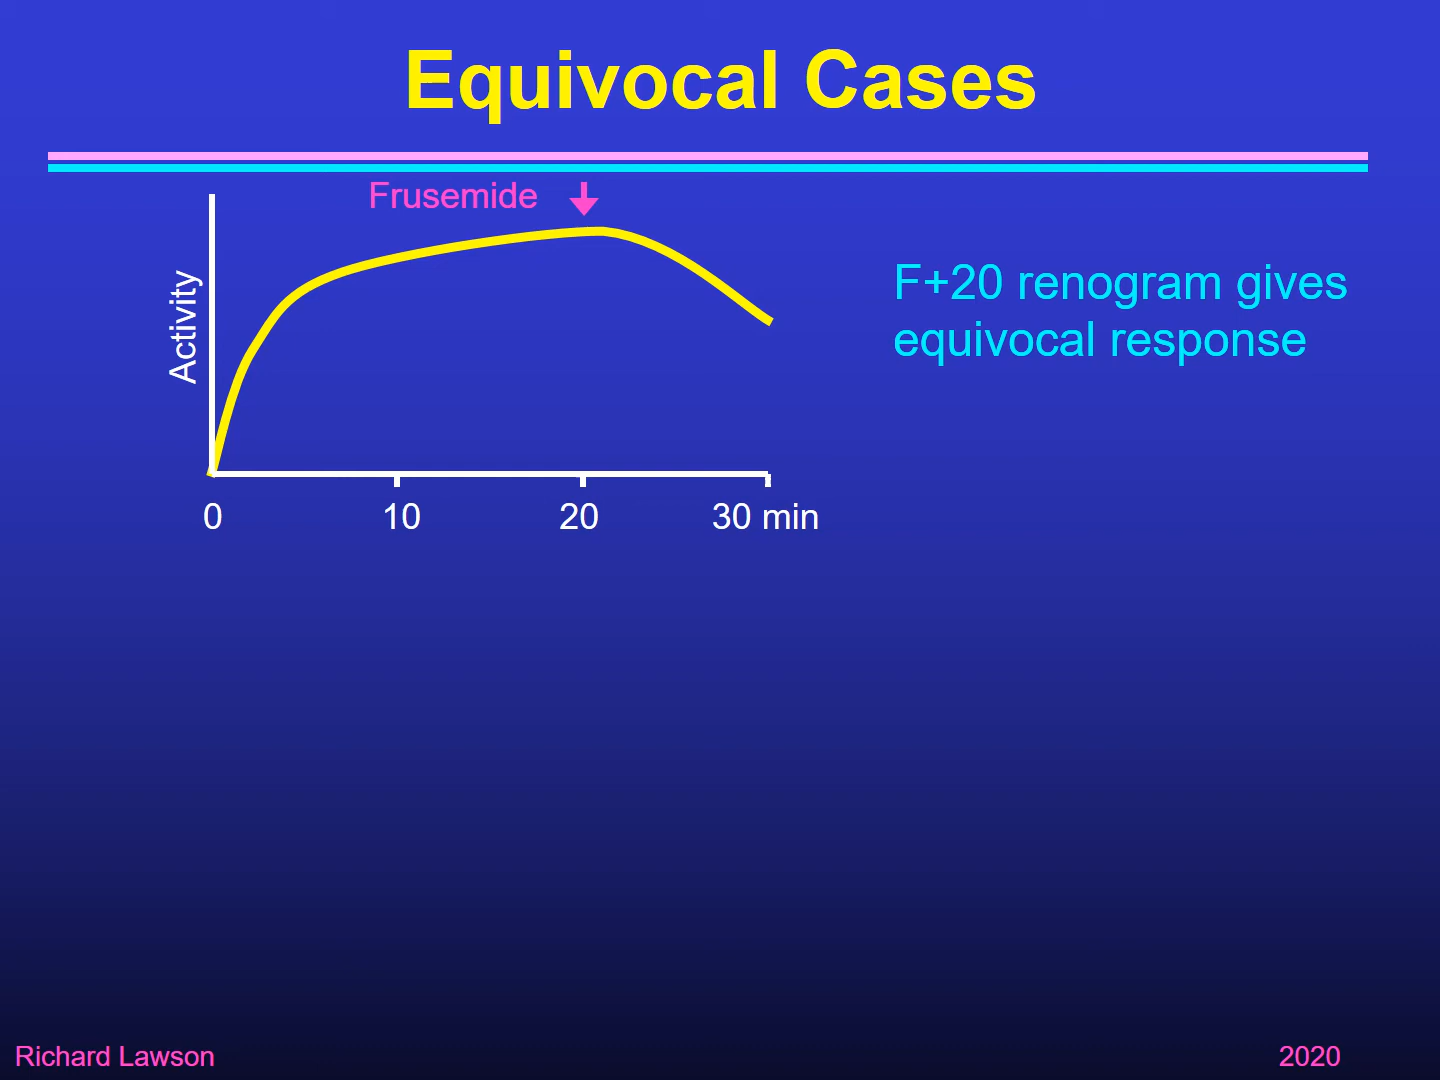 Equivocal Cases
Frusemide
Activity
F+20 renogram gives
equivocal response
0 10 20 30 min
Richard Lawson
2020